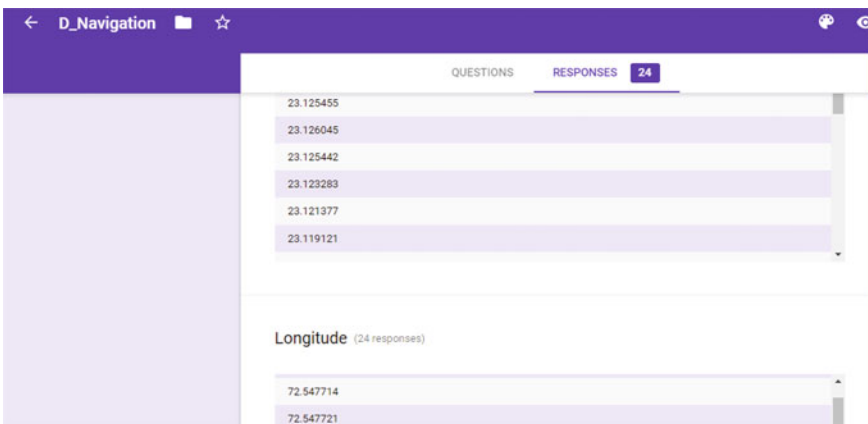 D_Navigation
QUESTIONS RESPONSES 24
23.125455
23.126045
23.125442
23.123283
23.121377
23.119121
Longitude (24 responses)
72.547714
72.547721